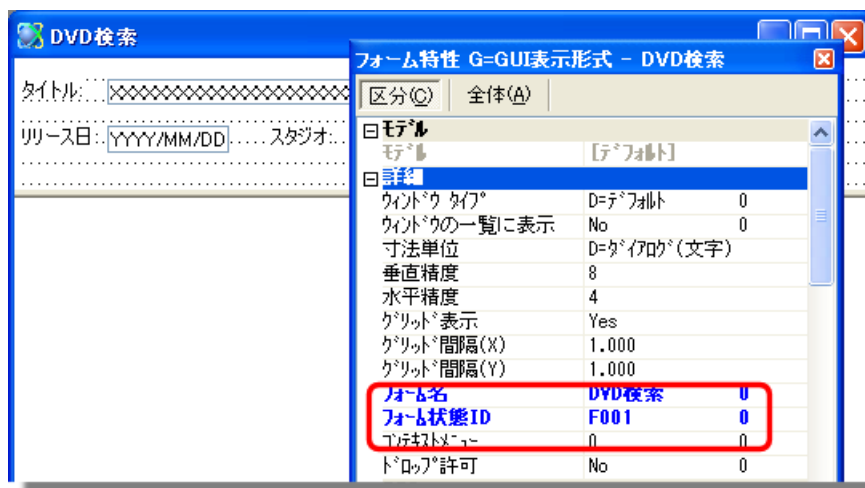 DVD検索
タイトル: XXXXXXXXXXXXXXXXXXXX
リリース日: YYYY/MM/DD スタジオ:
フォーム特性 G=GUI表示形式 - DVD検索
区分(C) 全体(A)
モデル
モデル [デフォルト]
詳細
ウィンドウ タイプ D=デフォルト 0
ウィンドウの一覧に表示 No 0
寸法単位 D=ダイアログ(文字)
垂直精度 8
水平精度 4
グリッド表示 Yes
グリッド間隔(X) 1.000
グリッド間隔(Y) 1.000
フォーム名 DVD検索 0
フォーム状態ID F001 0
コンテキストメニュー 0 0
ドロップ許可 No 0